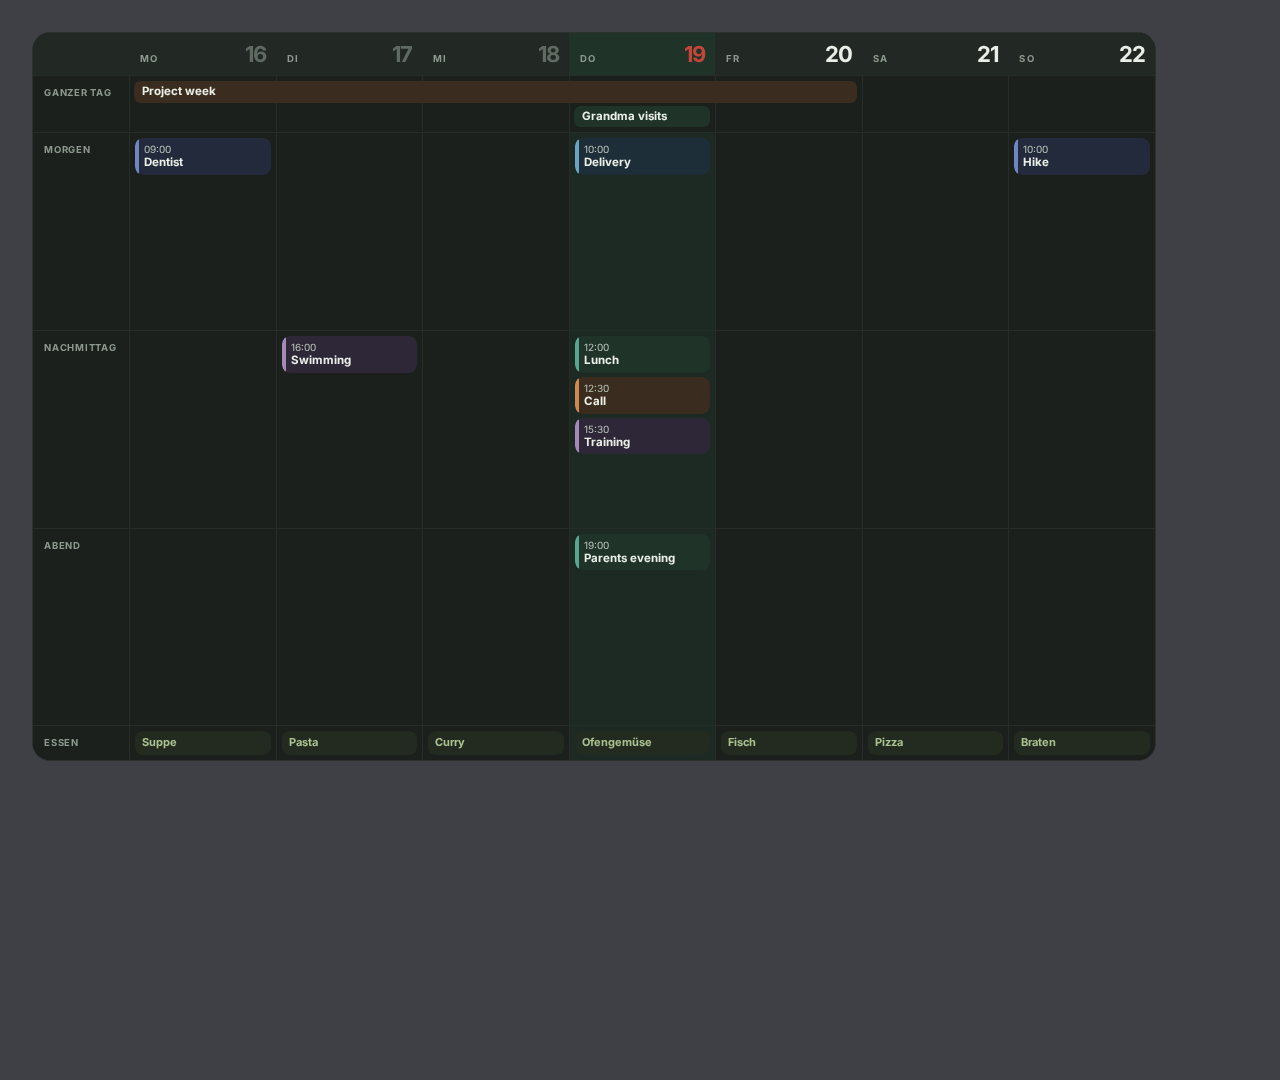 MO 16 DI 17 MI 18 DO 19 FR 20 SA 21 SO 22
GANZER TAG Project week
Grandma visits
MORGEN 09:00 10:00 10:00
Dentist Delivery Hike
NACHMITTAG 16:00 12:00
Swimming Lunch
12:30
Call
15:30
Training
ABEND 19:00
Parents evening
ESSEN Suppe Pasta Curry Ofengemüse Fisch Pizza Braten